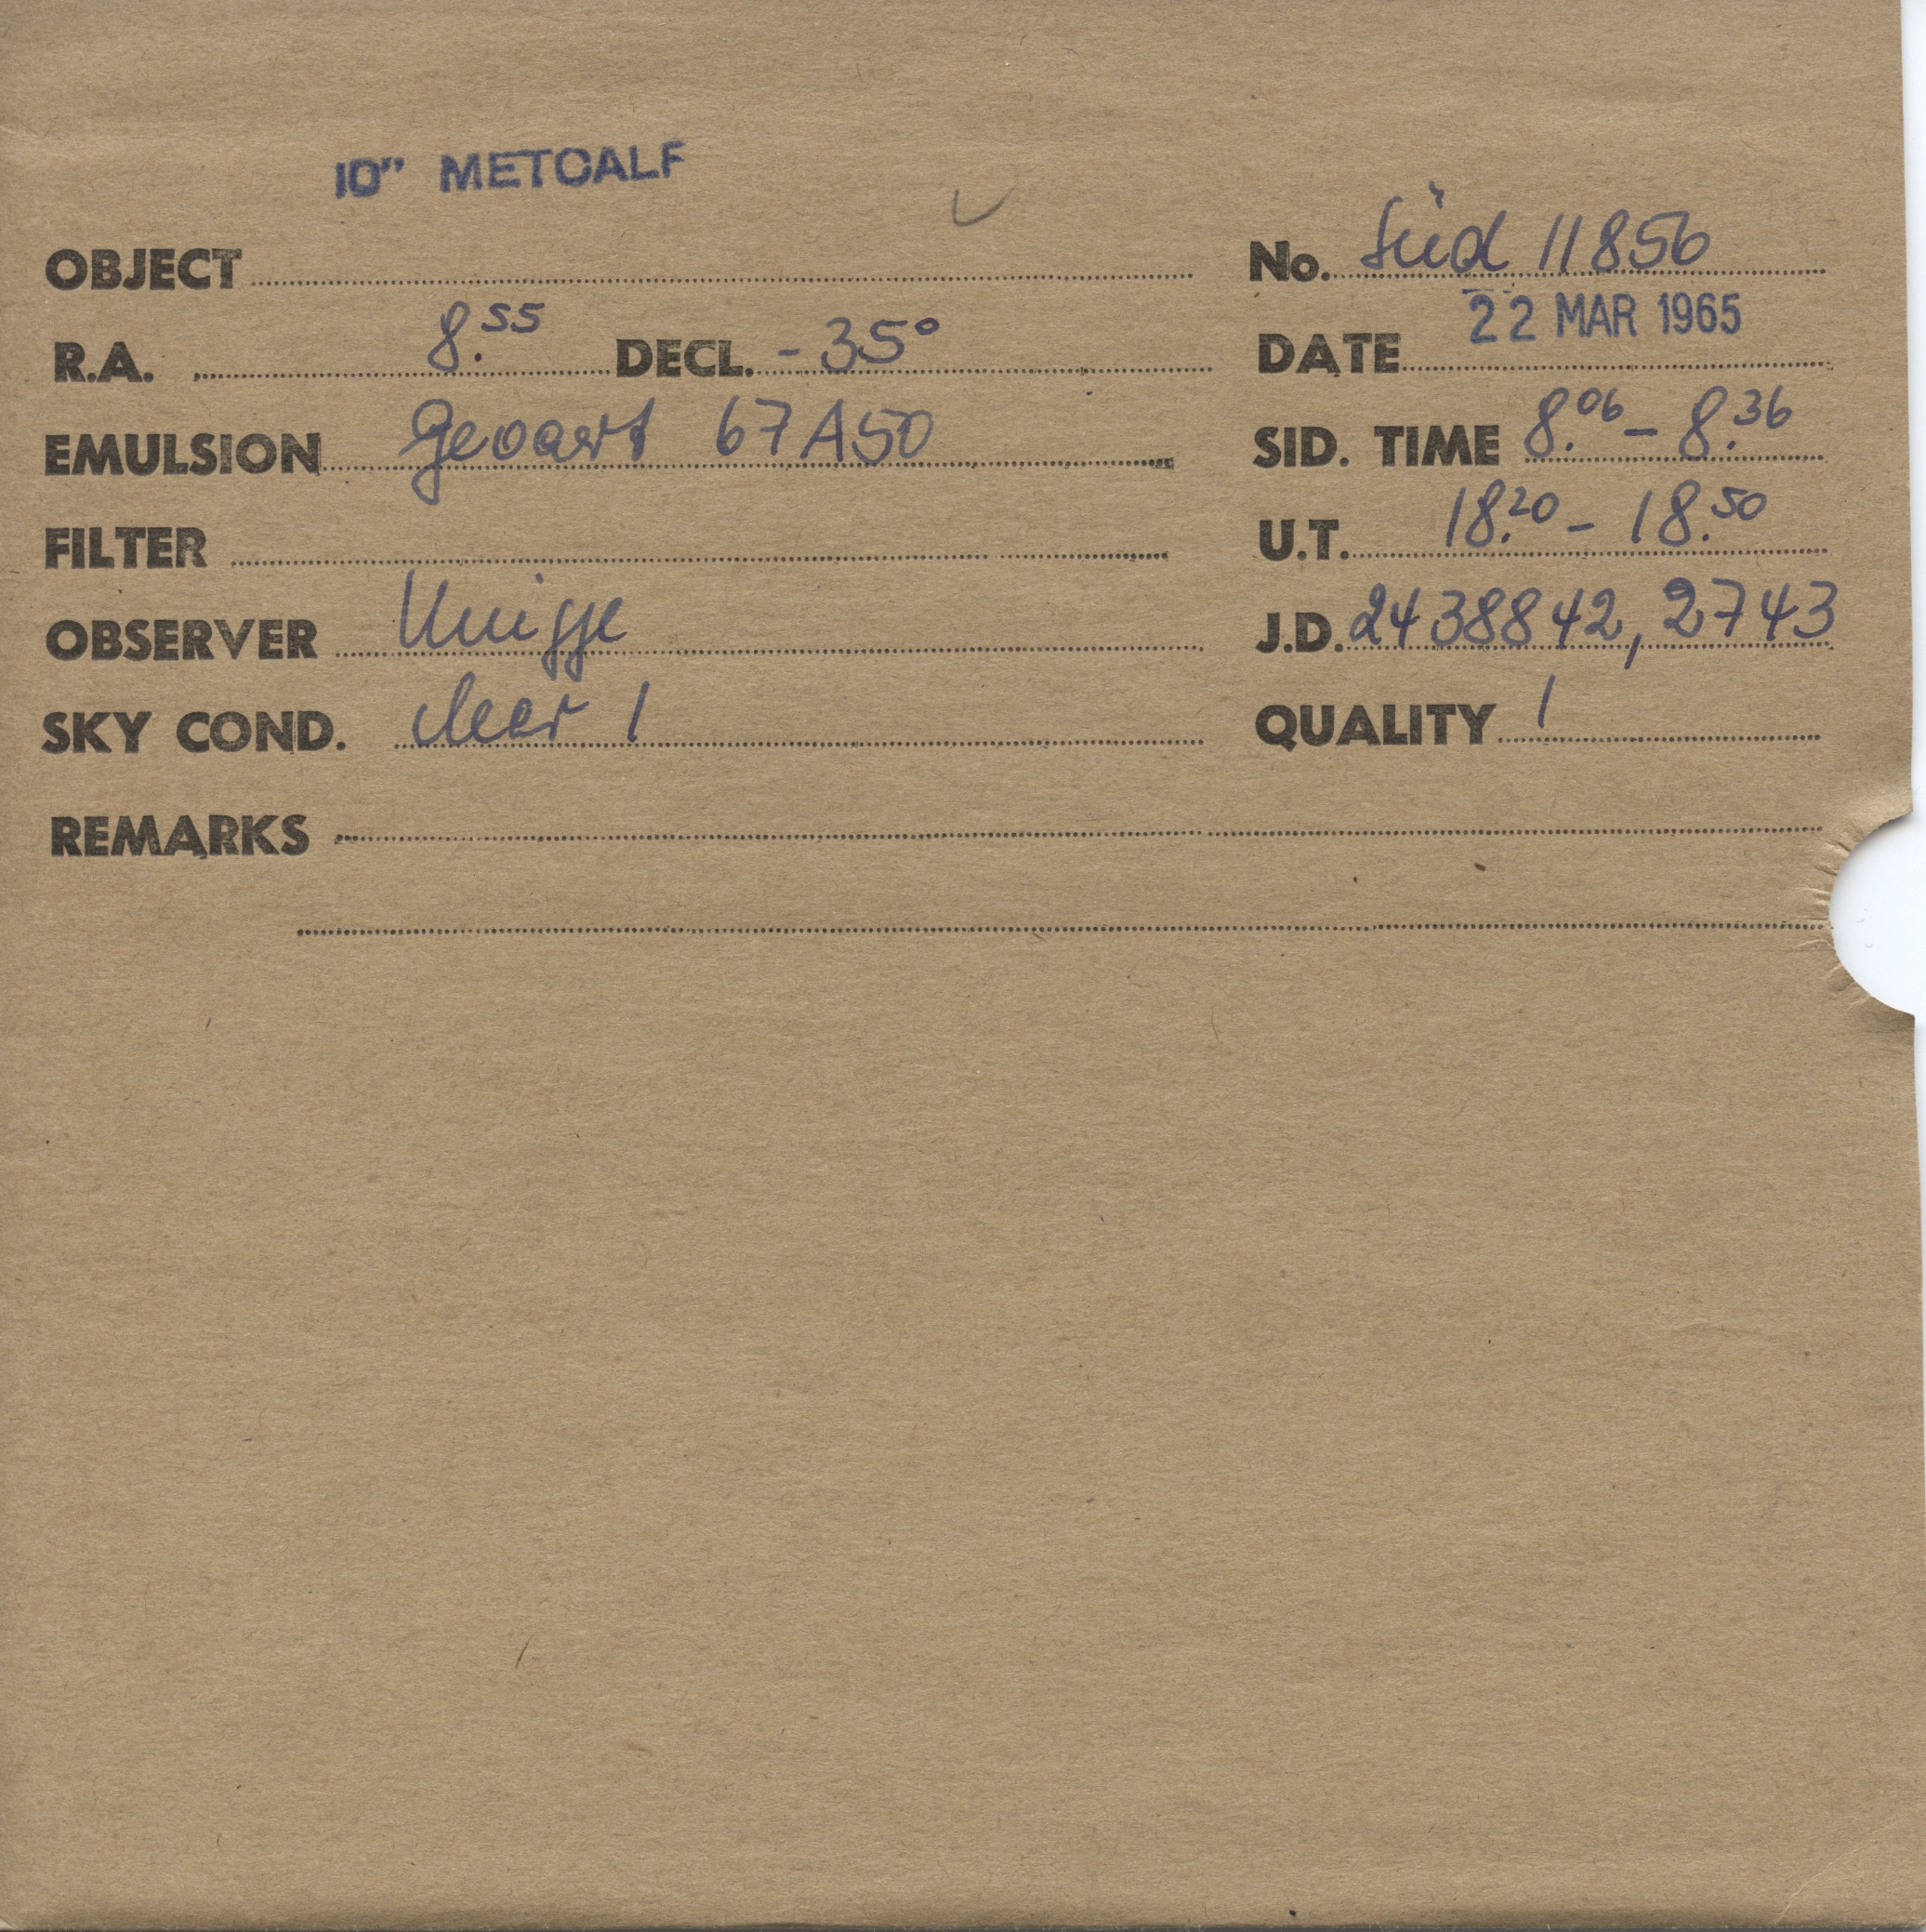 10" METCALF
OBJECT
No. Süd 11856
R.A. 8.55 DECL. -35°
DATE 22 MAR 1965
EMULSION Gevaert 67A50
SID. TIME 8.06 - 8.36
FILTER
U.T. 18.20 - 18.50
OBSERVER Knigge
J.D. 2438842,2743
SKY COND. clear 1
QUALITY 1
REMARKS